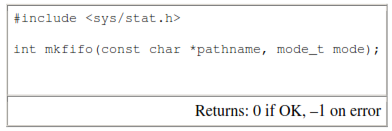 #include <sys/stat.h>
int mkfifo(const char *pathname, mode_t mode);
Returns: 0 if OK, –1 on error